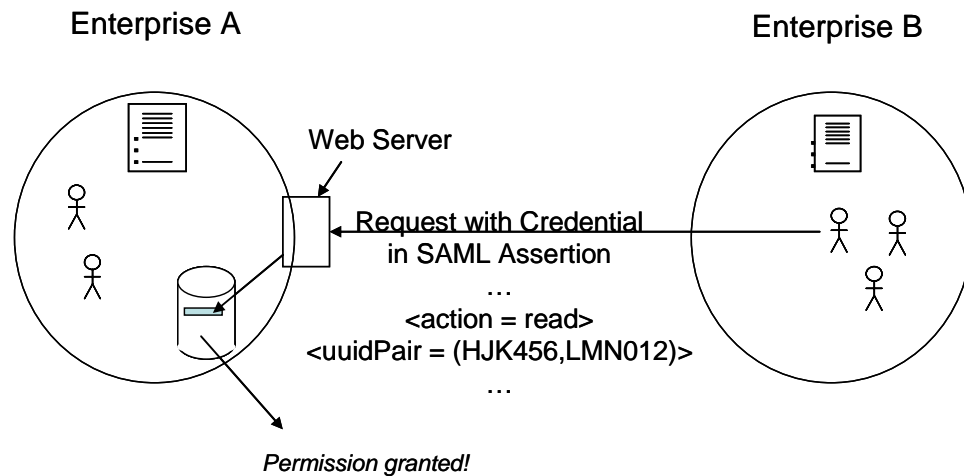 Enterprise A
Enterprise B
Web Server
Request with Credential
in SAML Assertion
…
<action = read>
<uuidPair = (HJK456,LMN012)>
…
Permission granted!